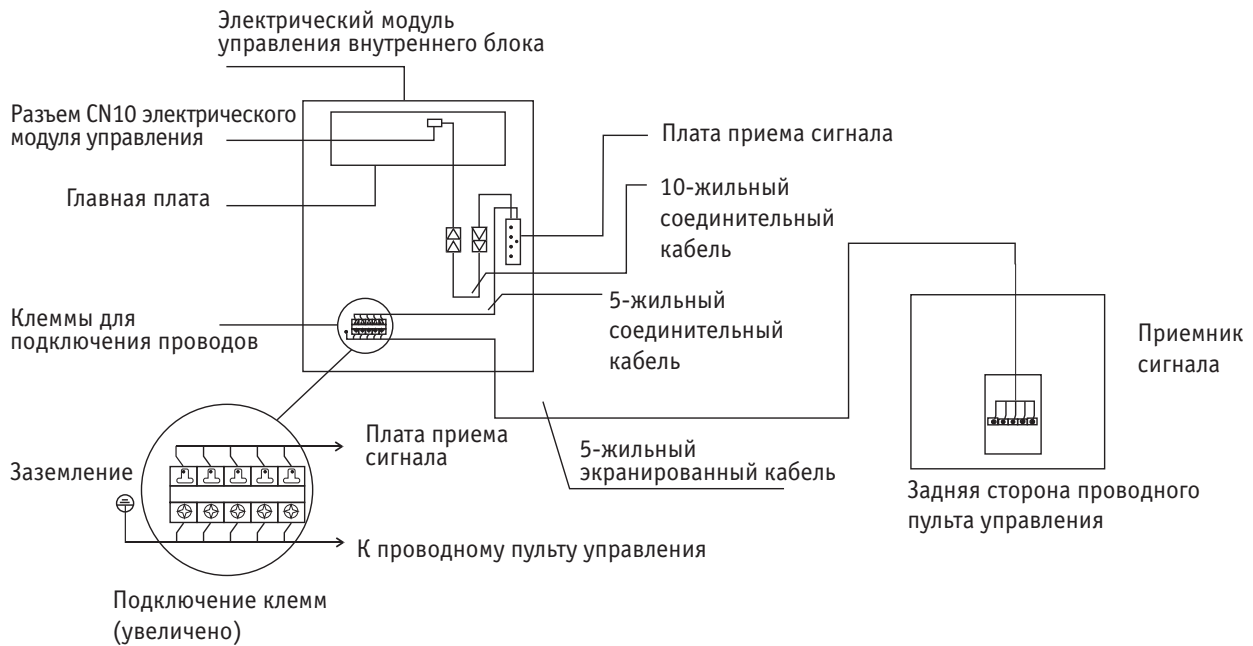 Электрический модуль
управления внутреннего блока
Разъем CN10 электрического
модуля управления
Главная плата
Плата приема сигнала
10-жильный
соединительный
кабель
Клеммы для
подключения проводов
5-жильный
соединительный
кабель
Приемник
сигнала
Плата приема
сигнала
Заземление
5-жильный
экранированный кабель
Задняя сторона проводного
пульта управления
К проводному пульту управления
Подключение клемм
(увеличено)